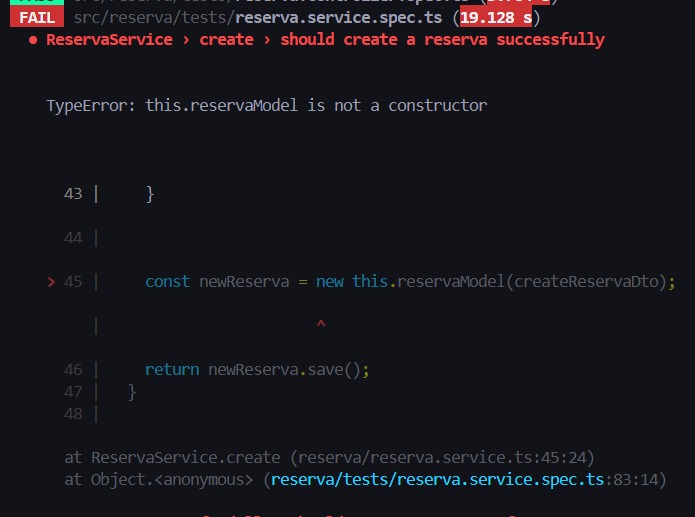 FAIL src/reserva/tests/reserva.service.spec.ts (19.128 s)
● ReservaService › create › should create a reserva successfully
TypeError: this.reservaModel is not a constructor
43 | }
44 |
> 45 | const newReserva = new this.reservaModel(createReservaDto);
| ^
46 | return newReserva.save();
47 | }
48 |
at ReservaService.create (reserva/reserva.service.ts:45:24)
at Object.<anonymous> (reserva/tests/reserva.service.spec.ts:83:14)